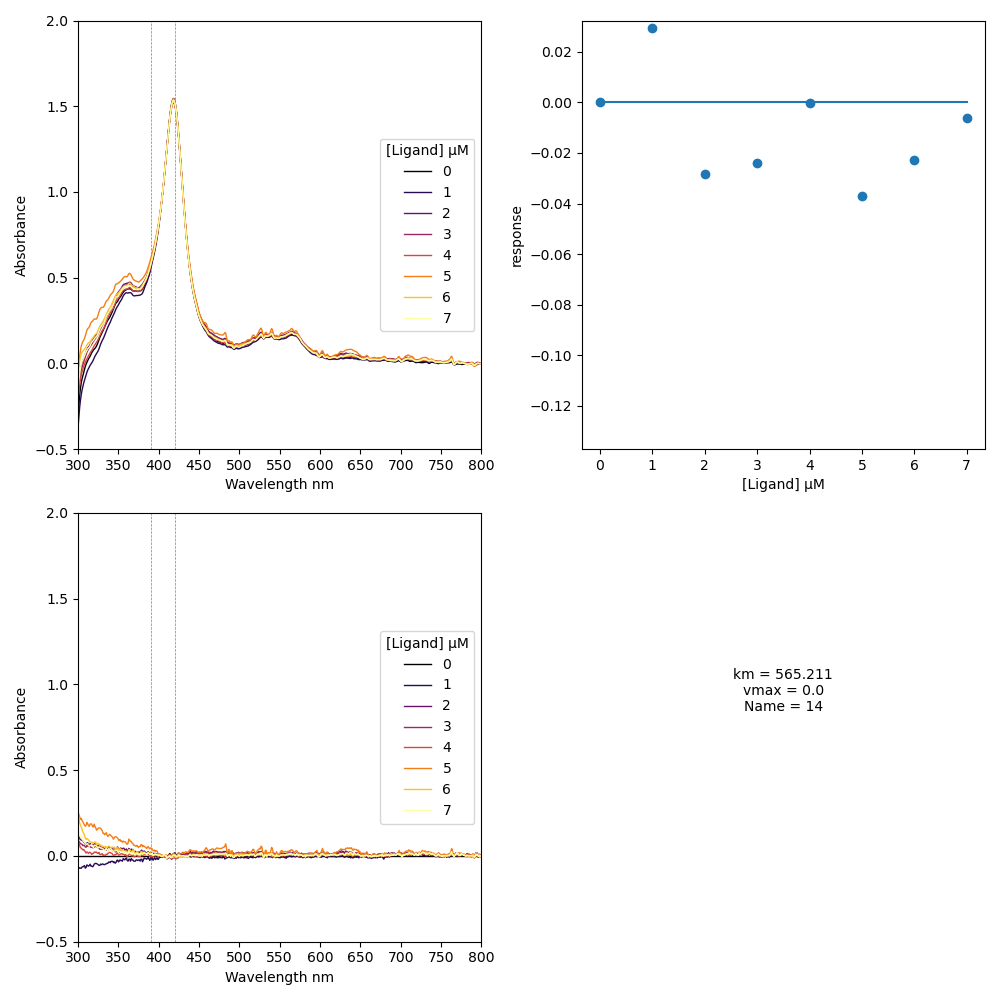 2.0
1.5
1.0
0.5
0.0
−0.5
Absorbance
300 350 400 450 500 550 600 650 700 750 800
Wavelength nm
[Ligand] μM
0
1
2
3
4
5
6
7
0.02
0.00
−0.02
−0.04
−0.06
−0.08
−0.10
−0.12
response
0 1 2 3 4 5 6 7
[Ligand] μM
2.0
1.5
1.0
0.5
0.0
−0.5
Absorbance
300 350 400 450 500 550 600 650 700 750 800
Wavelength nm
[Ligand] μM
0
1
2
3
4
5
6
7
km = 565.211
vmax = 0.0
Name = 14